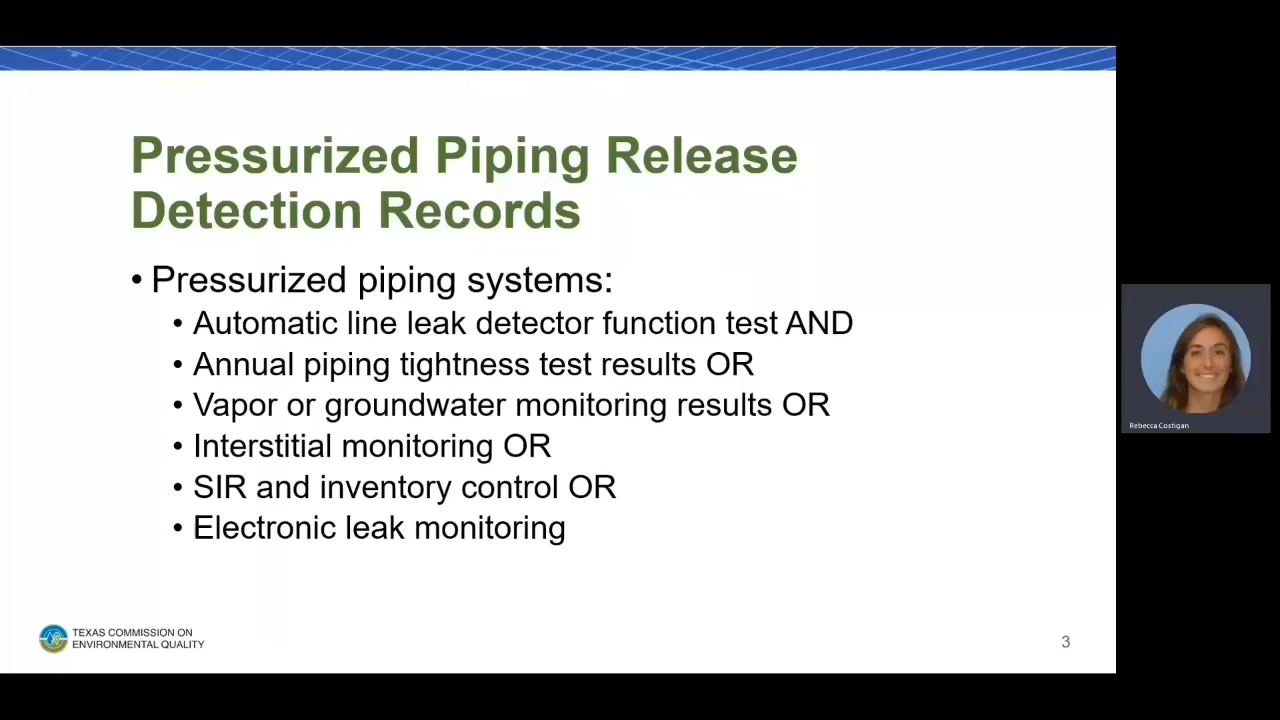 Pressurized Piping Release
Detection Records
• Pressurized piping systems:
• Automatic line leak detector function test AND
• Annual piping tightness test results OR
• Vapor or groundwater monitoring results OR
• Interstitial monitoring OR
• SIR and inventory control OR
• Electronic leak monitoring
TEXAS COMMISSION ON
ENVIRONMENTAL QUALITY
3
Rebecca Costigan